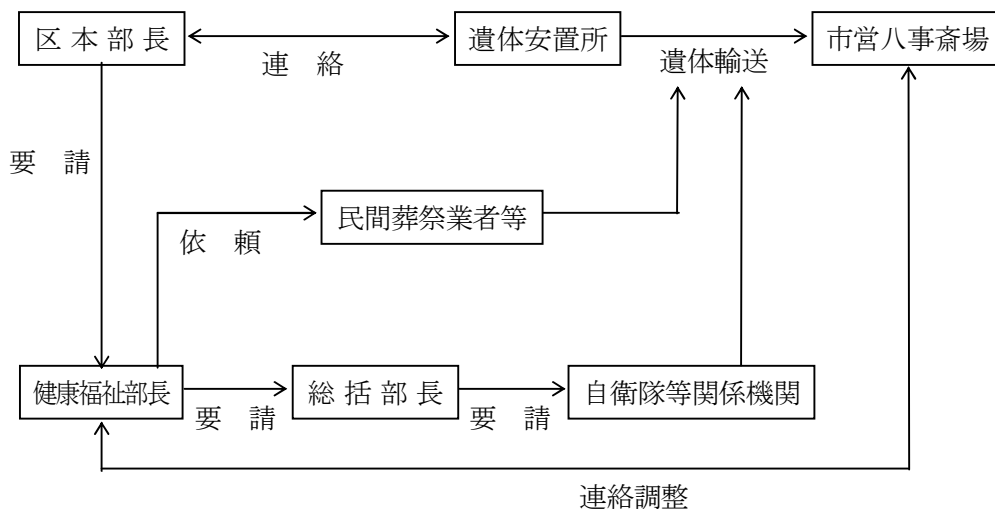 区本部長
連 絡
遺体安置所
遺体輸送
市営八事斎場
要 請
依 頼
民間葬祭業者等
健康福祉部長
要 請
総括部長
要 請
自衛隊等関係機関
連絡調整